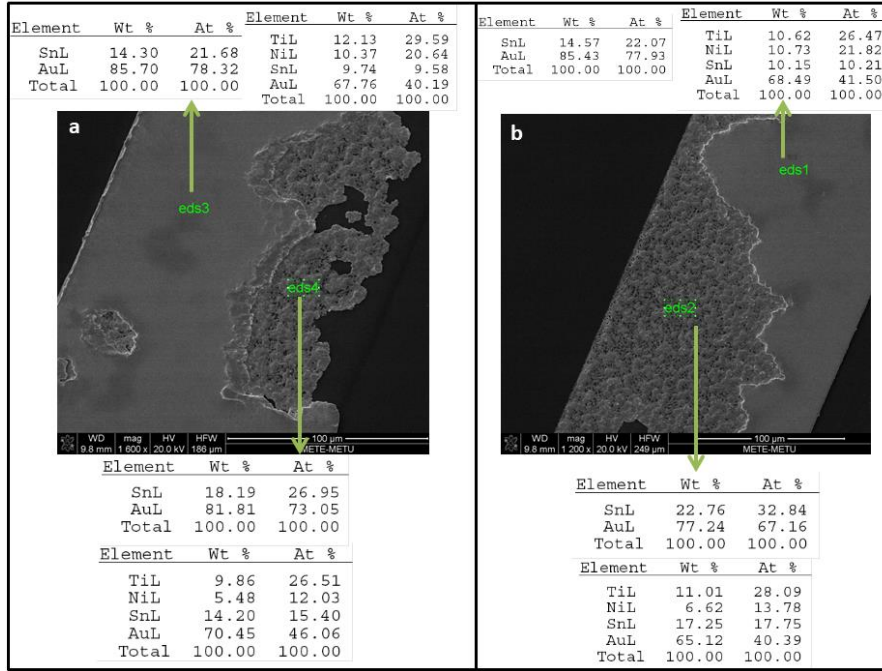 Element Wt % At %
SnL 14.30 21.68
AuL 85.70 78.32
Total 100.00 100.00
Element Wt % At %
TiL 12.13 29.59
NiL 10.37 20.64
SnL 9.74 9.58
AuL 67.76 40.19
Total 100.00 100.00
a
eds3
eds4
WD mag HV HFW 100 µm
9.8 mm 1 600 x 20.0 kV 186 µm METE-METU
Element Wt % At %
SnL 18.19 26.95
AuL 81.81 73.05
Total 100.00 100.00
Element Wt % At %
TiL 9.86 26.51
NiL 5.48 12.03
SnL 14.20 15.40
AuL 70.45 46.06
Total 100.00 100.00
Element Wt % At %
SnL 14.57 22.07
AuL 85.43 77.93
Total 100.00 100.00
Element Wt % At %
TiL 10.62 26.47
NiL 10.73 21.82
SnL 10.15 10.21
AuL 68.49 41.50
Total 100.00 100.00
b
eds1
eds2
WD mag HV HFW 100 µm
9.8 mm 1 200 x 20.0 kV 249 µm METE-METU
Element Wt % At %
SnL 22.76 32.84
AuL 77.24 67.16
Total 100.00 100.00
Element Wt % At %
TiL 11.01 28.09
NiL 6.62 13.78
SnL 17.25 17.75
AuL 65.12 40.39
Total 100.00 100.00